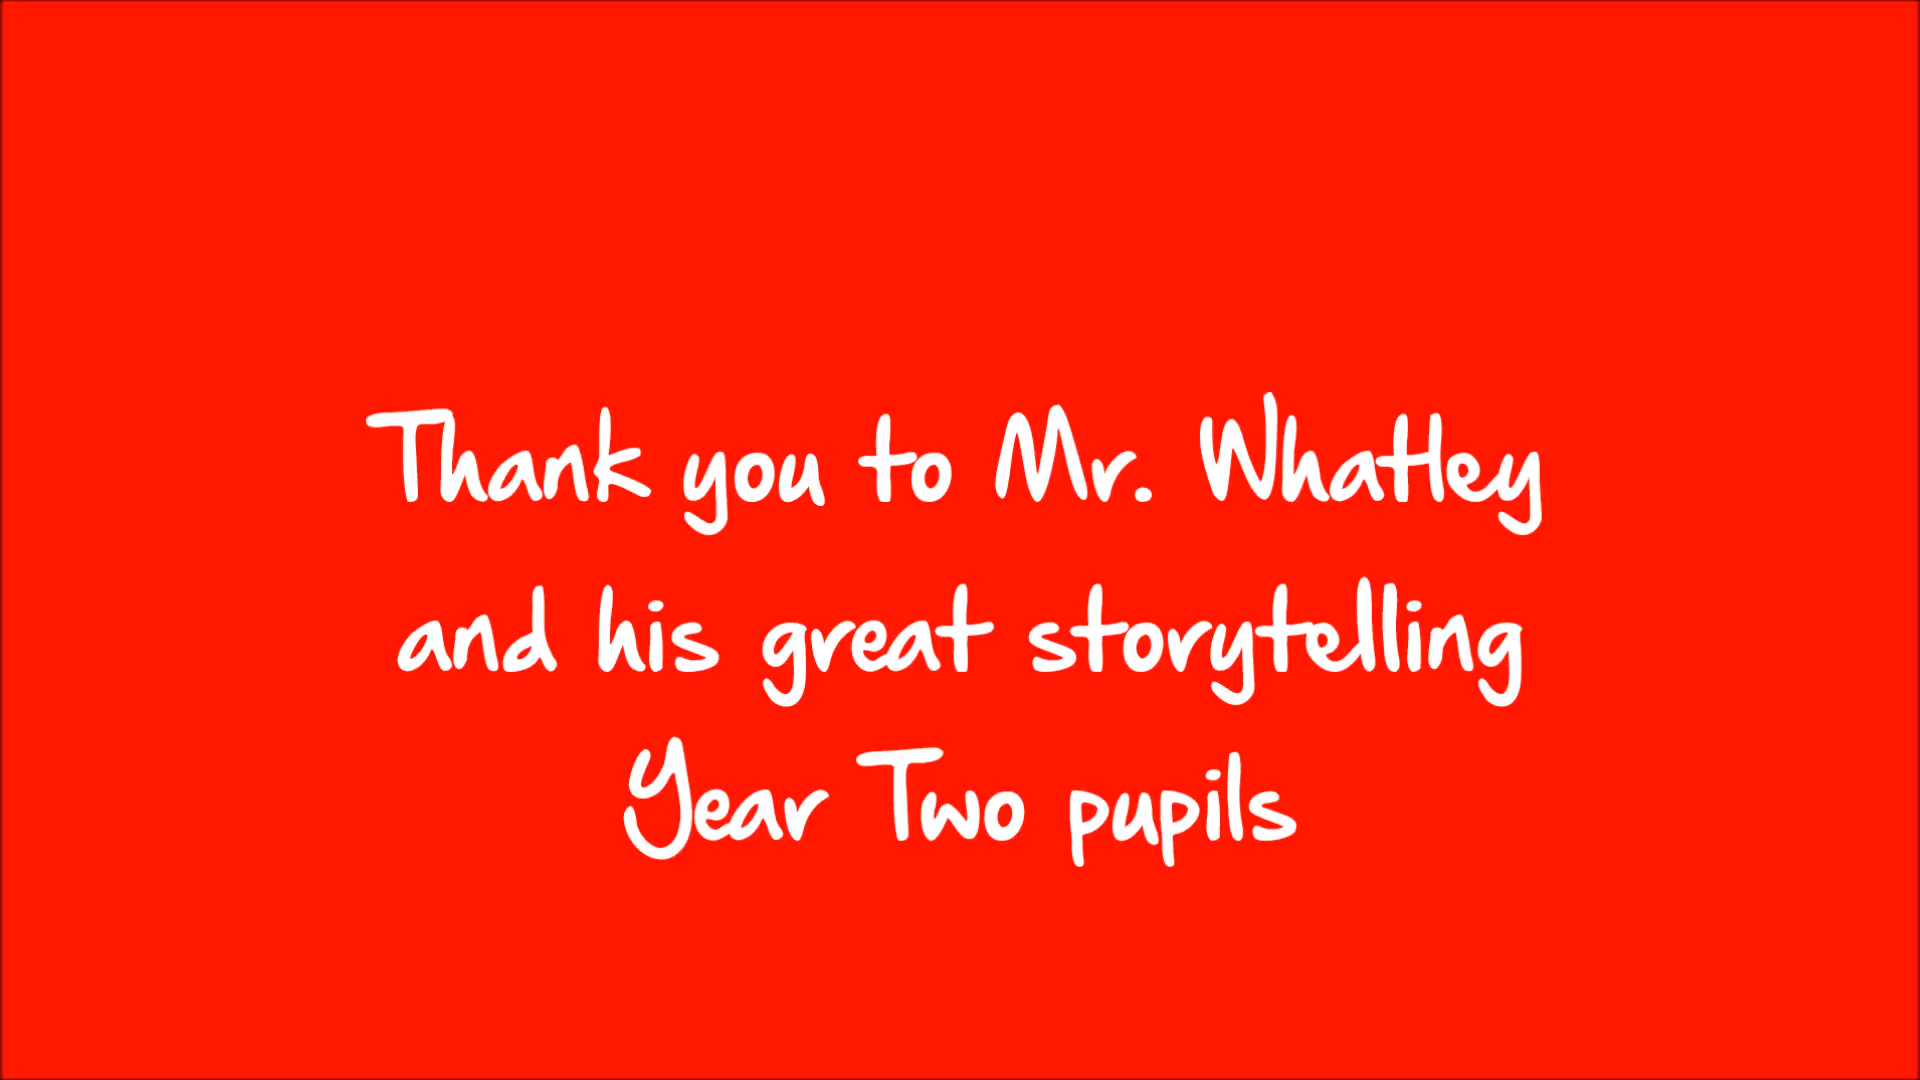 Thank you to Mr. Whatley
and his great storytelling
Year Two pupils